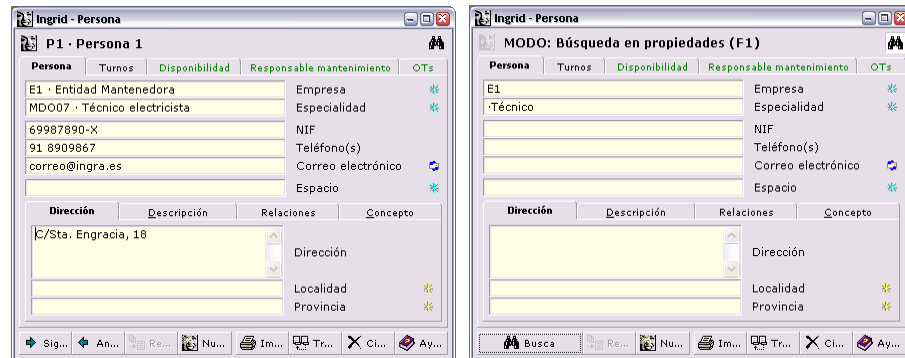 Ingrid - Persona
P1 · Persona 1
Persona Turnos Disponibilidad Responsable mantenimiento OTs
E1 · Entidad Mantenedora Empresa
MDO07 · Técnico electricista Especialidad
69987890-X NIF
91 8909867 Teléfono(s)
correo@ingra.es Correo electrónico
Espacio
Dirección Descripción Relaciones Concepto
C/Sta. Engracia, 18
Dirección
Localidad
Provincia
Sig... An... Re... Nu... Im... Tr... Ci... Ay...
Ingrid - Persona
MODO: Búsqueda en propiedades (F1)
Persona Turnos Disponibilidad Responsable mantenimiento OTs
E1 Empresa
·Técnico Especialidad
NIF
Teléfono(s)
Correo electrónico
Espacio
Dirección Descripción Relaciones Concepto
Dirección
Localidad
Provincia
Busca Re... Nu... Im... Tr... Ci... Ay...